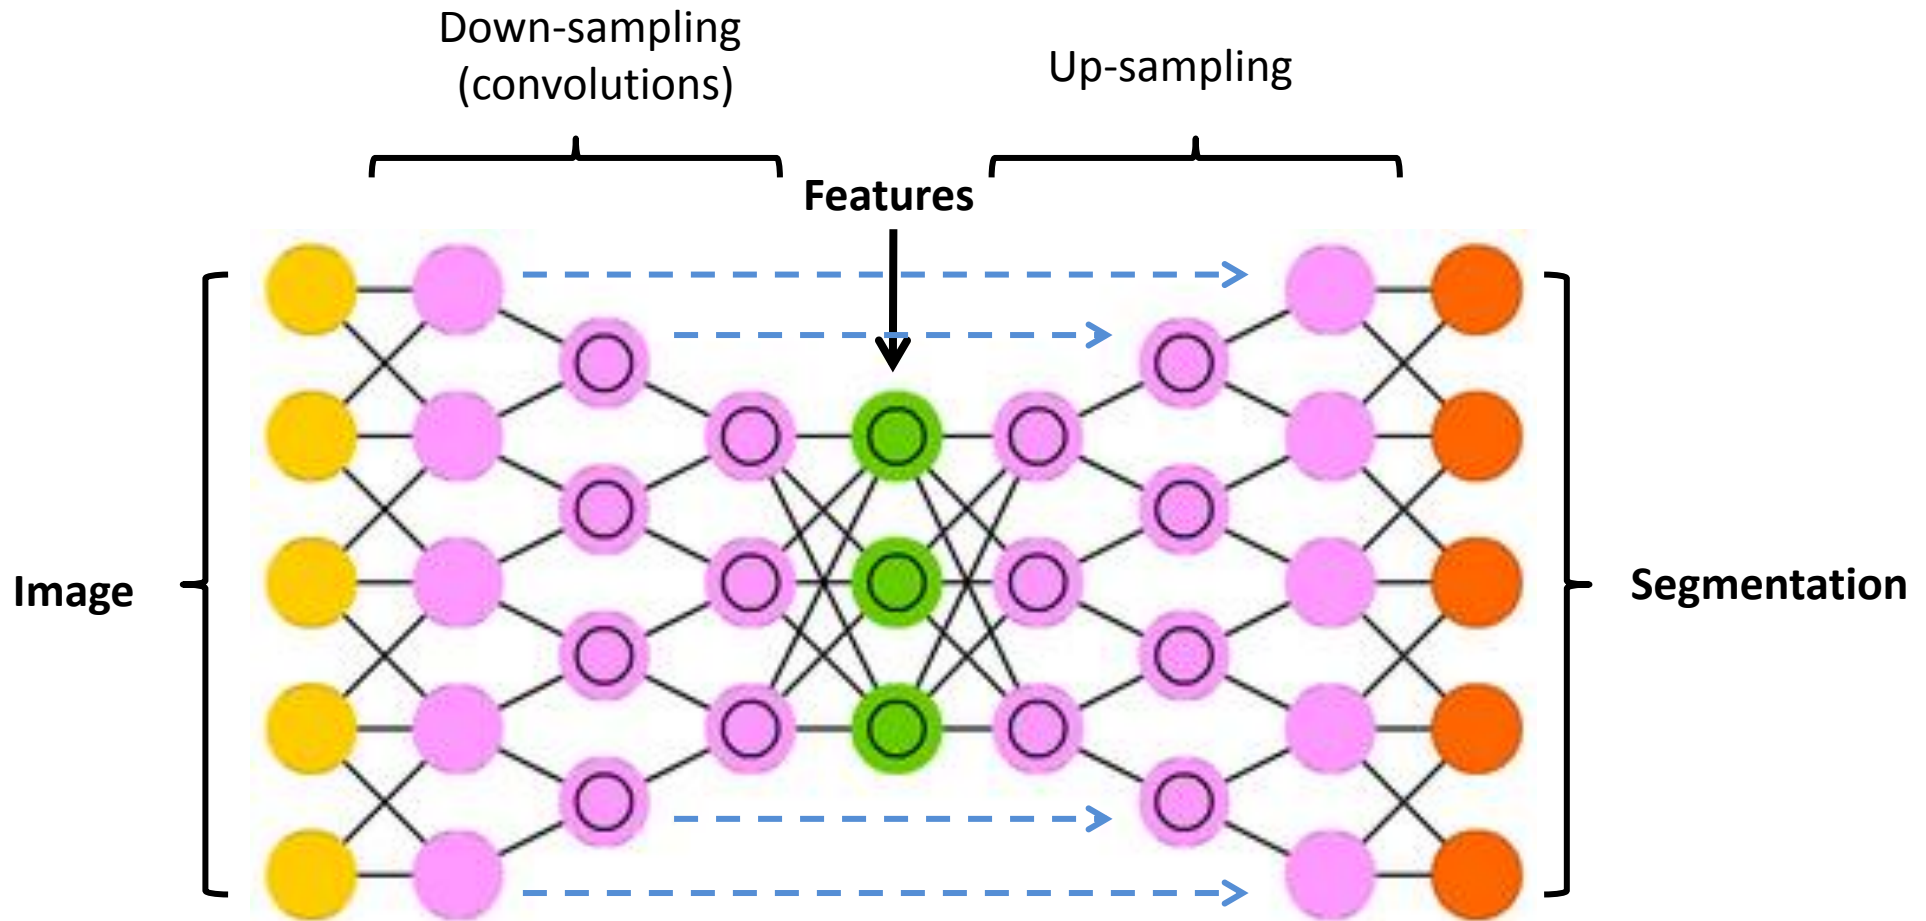 Down-sampling
(convolutions)
Up-sampling
Features
Image
Segmentation